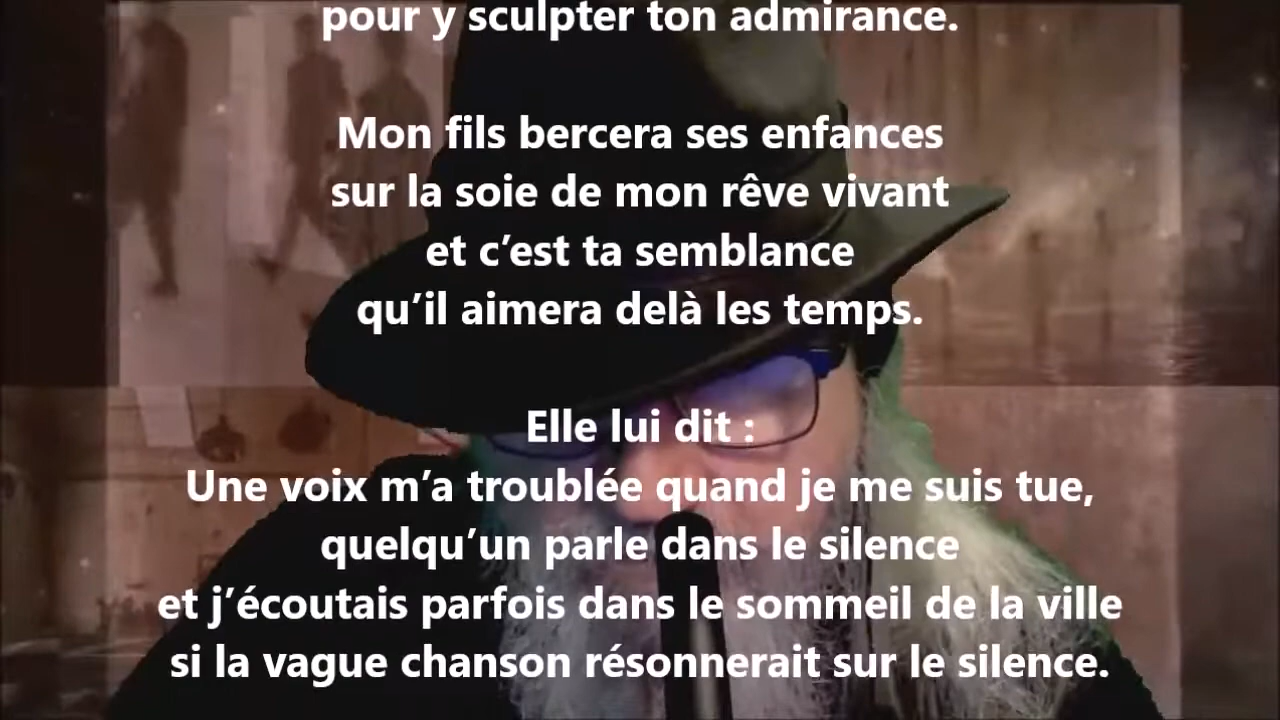 pour y sculpter ton admirance.
Mon fils bercera ses enfances
sur la soie de mon rêve vivant
et c’est ta semblance
qu’il aimera delà les temps.
Elle lui dit :
Une voix m’a troublée quand je me suis tue,
quelqu’un parle dans le silence
et j’écoutais parfois dans le sommeil de la ville
si la vague chanson résonnerait sur le silence.